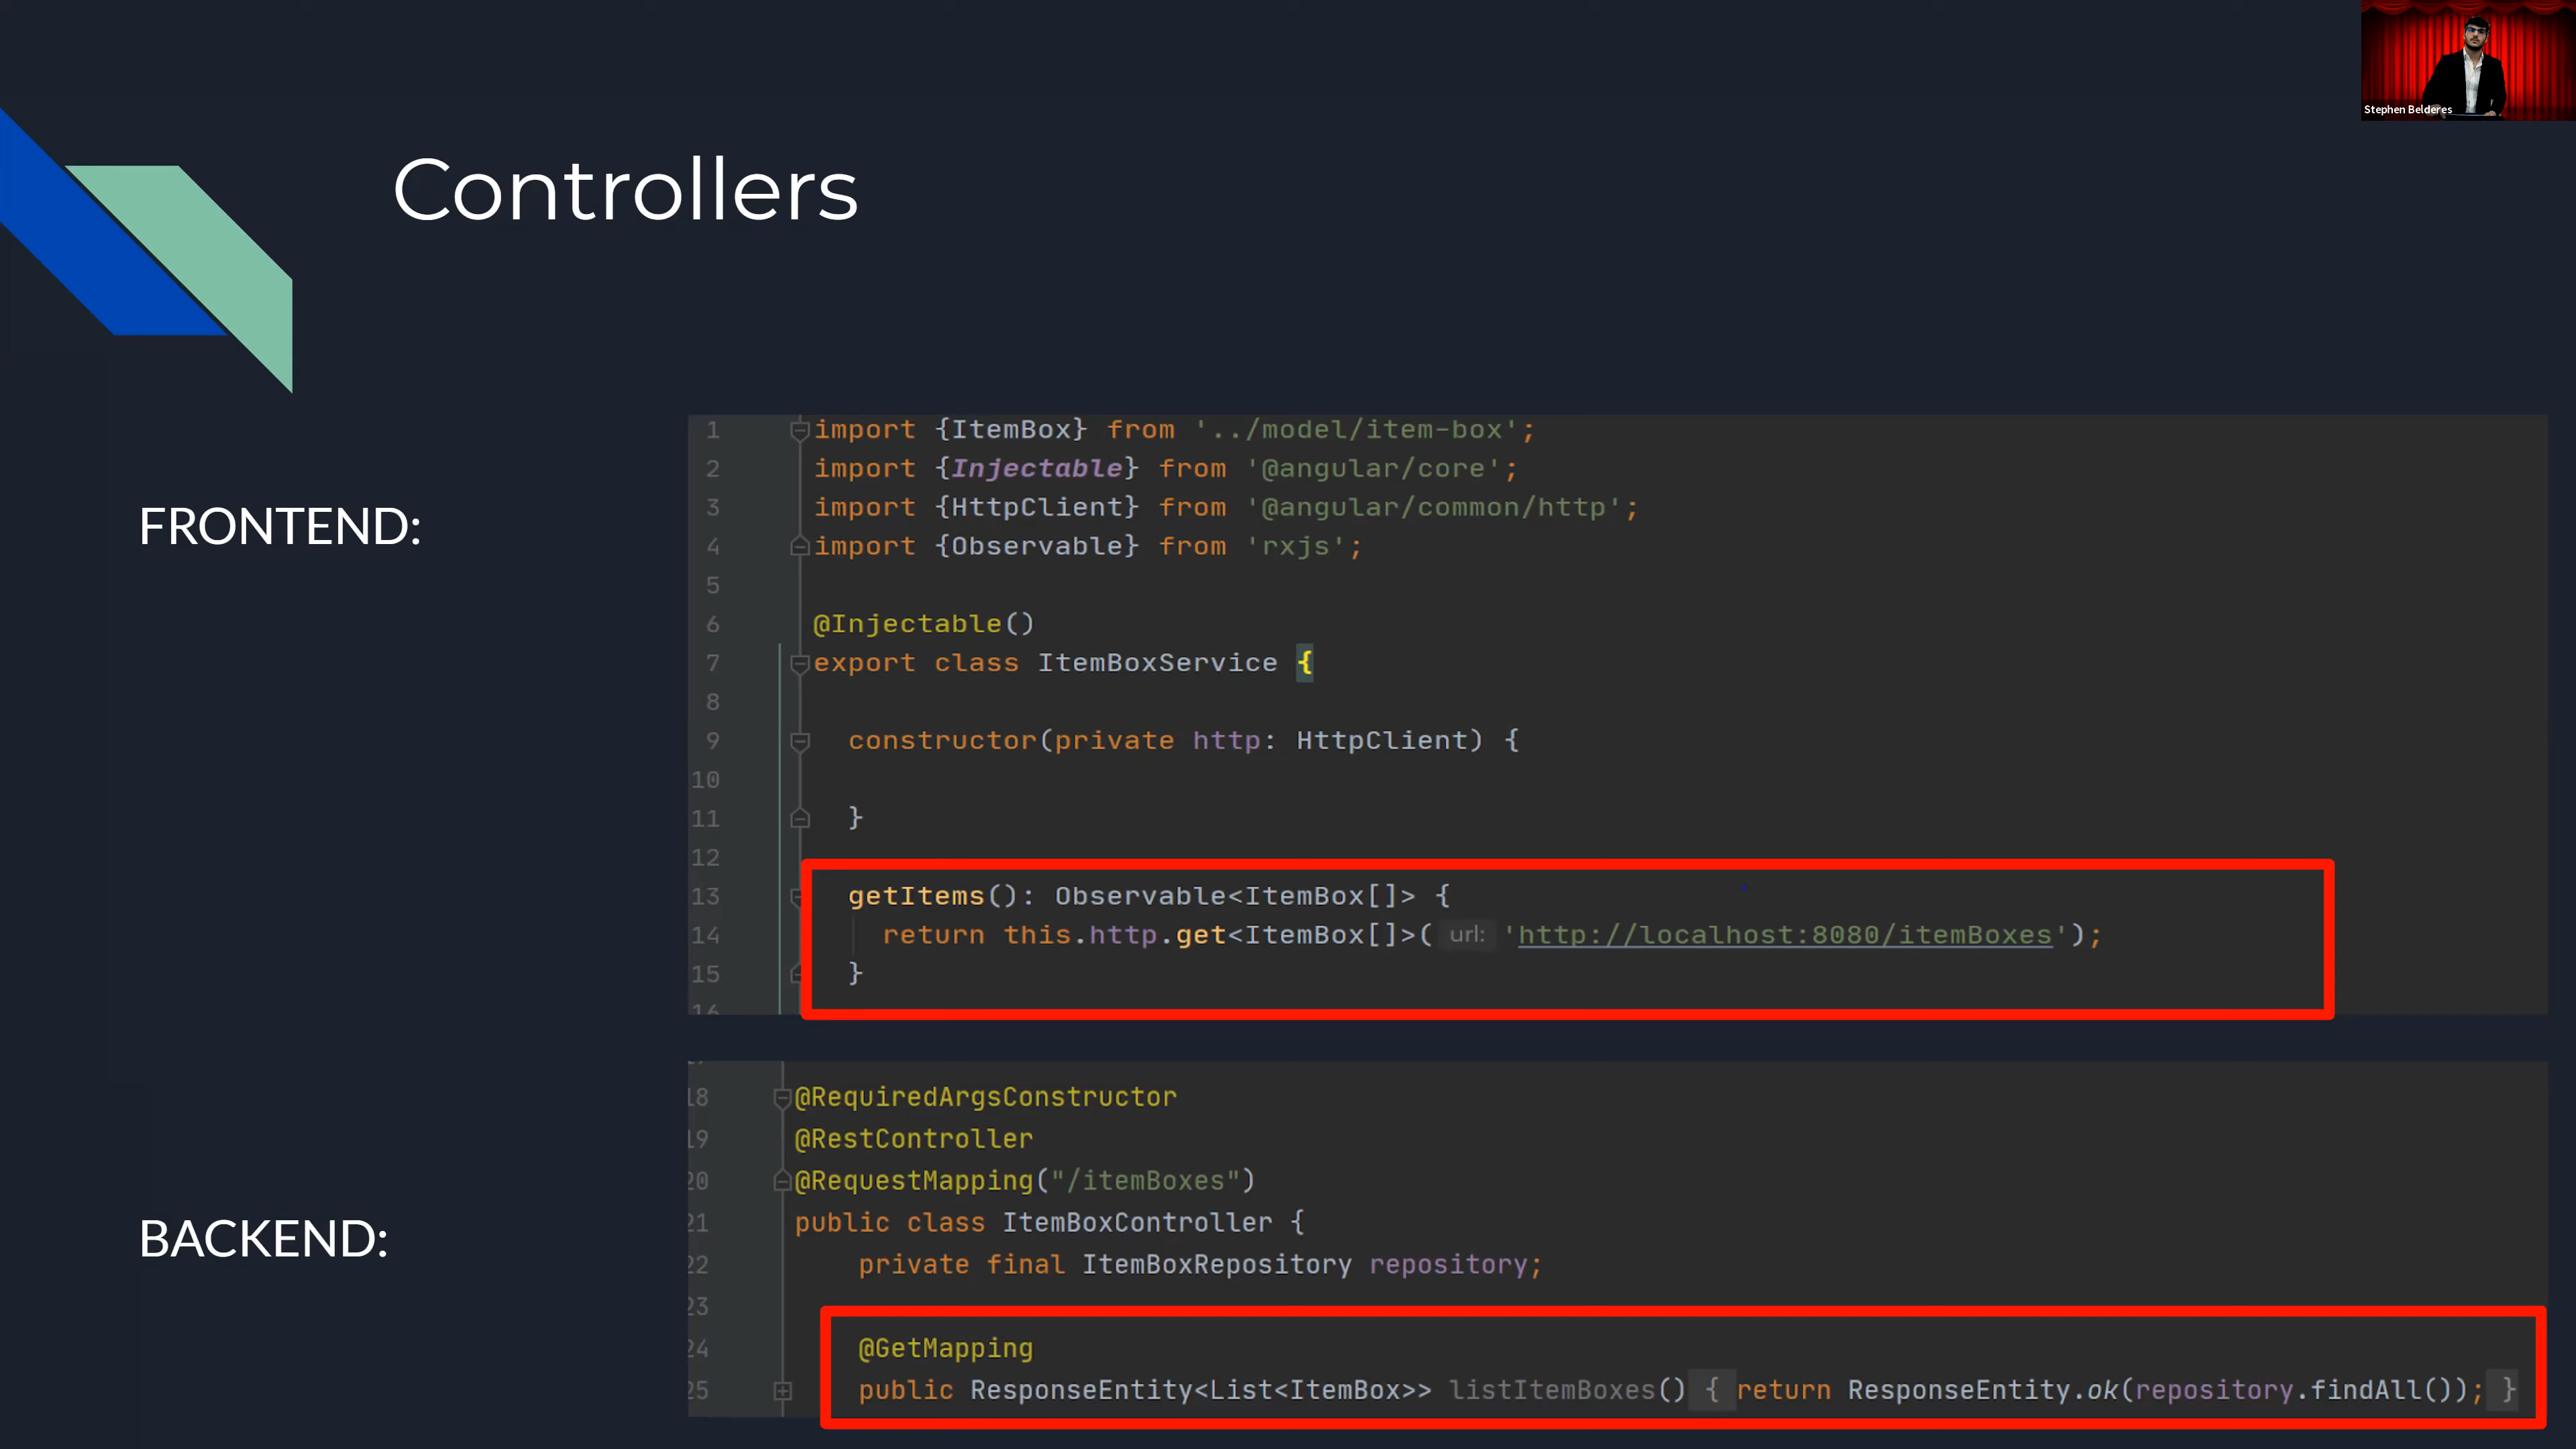 Stephen Belderes
Controllers
FRONTEND:
1 import {ItemBox} from '../model/item-box';
2 import {Injectable} from '@angular/core';
3 import {HttpClient} from '@angular/common/http';
4 import {Observable} from 'rxjs';
5
6 @Injectable()
7 export class ItemBoxService {
8
9 constructor(private http: HttpClient) {
10
11 }
12
13 getItems(): Observable<ItemBox[]> {
14 return this.http.get<ItemBox[]>( url: 'http://localhost:8080/itemBoxes');
15 }
16
BACKEND:
18 @RequiredArgsConstructor
19 @RestController
20 @RequestMapping("/itemBoxes")
21 public class ItemBoxController {
22 private final ItemBoxRepository repository;
23
24 @GetMapping
25 public ResponseEntity<List<ItemBox>> listItemBoxes() { return ResponseEntity.ok(repository.findAll()); }